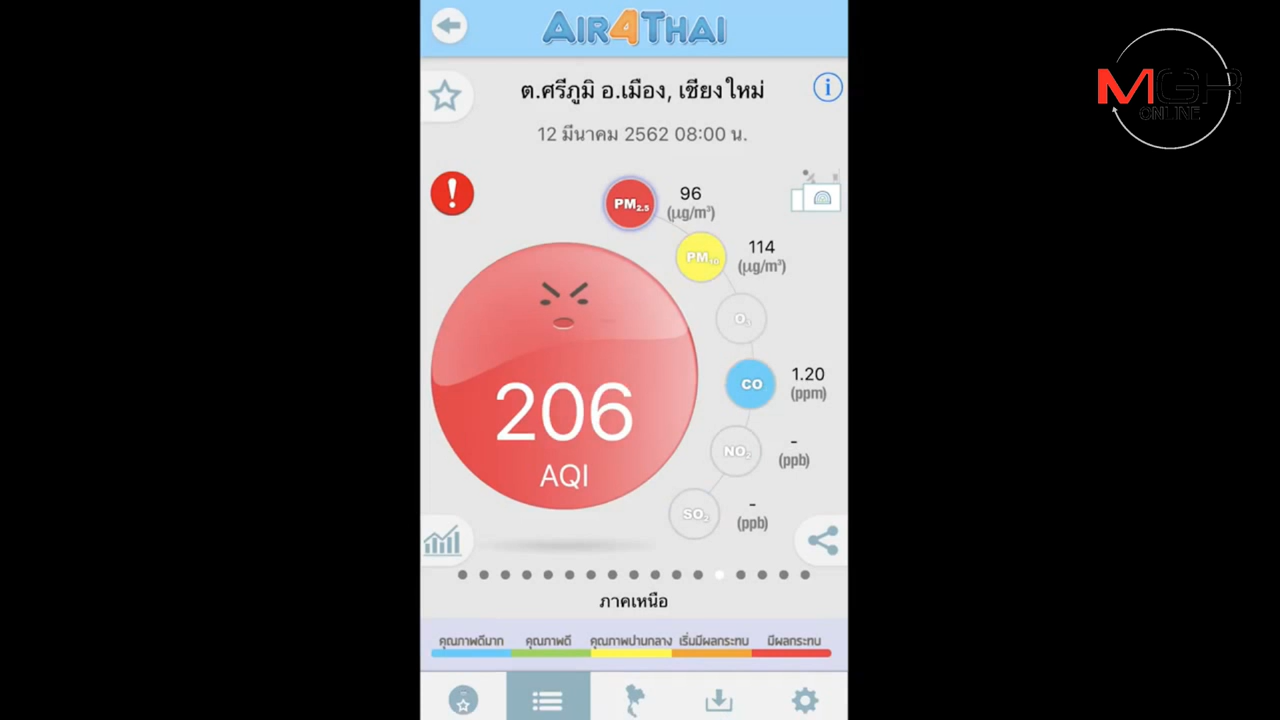 AIR4THAI
ต.ศรีภูมิ อ.เมือง, เชียงใหม่
i
12 มีนาคม 2562 08:00 น.
MGR
ONLINE
!
PM2.5
96
(µg/m³)
PM10
114
(µg/m³)
O3
CO
1.20
(ppm)
NO2
-
(ppb)
SO2
-
(ppb)
206
AQI
ภาคเหนือ
คุณภาพดีมาก คุณภาพดี คุณภาพปานกลาง เริ่มมีผลกระทบ มีผลกระทบ